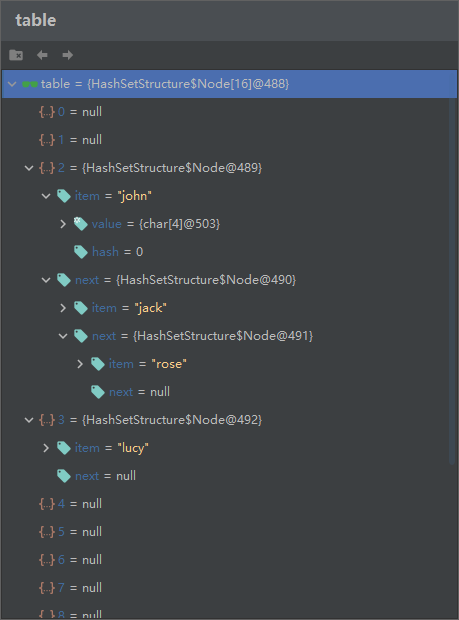 table
table = {HashSetStructure$Node[16]@488}
0 = null
1 = null
2 = {HashSetStructure$Node@489}
item = "john"
value = {char[4]@503}
hash = 0
next = {HashSetStructure$Node@490}
item = "jack"
next = {HashSetStructure$Node@491}
item = "rose"
next = null
3 = {HashSetStructure$Node@492}
item = "lucy"
next = null
4 = null
5 = null
6 = null
7 = null
8 = null